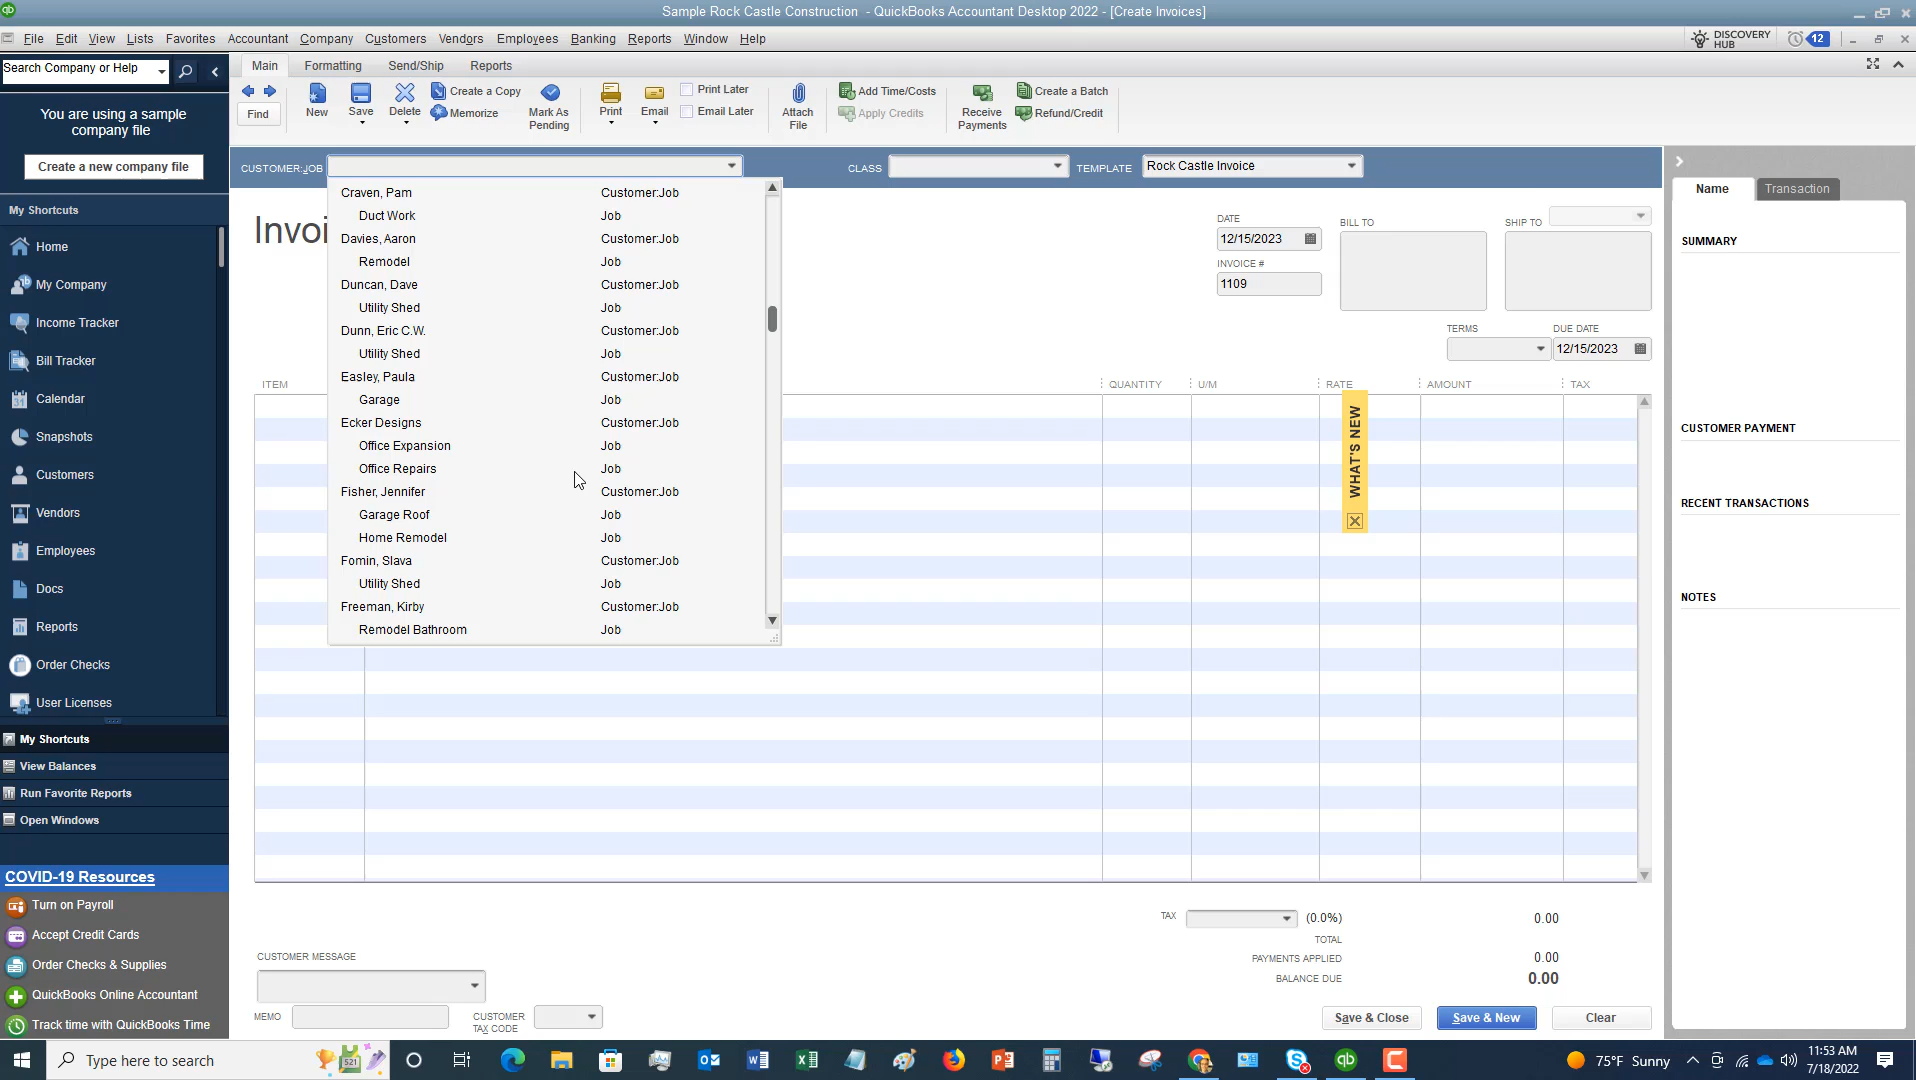 Sample Rock Castle Construction - QuickBooks Accountant Desktop 2022 - [Create Invoices]
File Edit View Lists Favorites Accountant Company Customers Vendors Employees Banking Reports Window Help
DISCOVERY HUB
12
Search Company or Help
You are using a sample
company file
Create a new company file
My Shortcuts
Home
My Company
Income Tracker
Bill Tracker
Calendar
Snapshots
Customers
Vendors
Employees
Docs
Reports
Order Checks
User Licenses
My Shortcuts
View Balances
Run Favorite Reports
Open Windows
COVID-19 Resources
Turn on Payroll
Accept Credit Cards
Order Checks & Supplies
QuickBooks Online Accountant
Track time with QuickBooks Time
Main Formatting Send/Ship Reports
Find
New
Save
Delete
Create a Copy
Memorize
Mark As
Pending
Print
Email
Print Later
Email Later
Attach
File
Add Time/Costs
Apply Credits
Receive
Payments
Create a Batch
Refund/Credit
CUSTOMER:JOB
CLASS
TEMPLATE Rock Castle Invoice
Craven, Pam Customer:Job
Duct Work Job
Davies, Aaron Customer:Job
Remodel Job
Duncan, Dave Customer:Job
Utility Shed Job
Dunn, Eric C.W. Customer:Job
Utility Shed Job
Easley, Paula Customer:Job
Garage Job
Ecker Designs Customer:Job
Office Expansion Job
Office Repairs Job
Fisher, Jennifer Customer:Job
Garage Roof Job
Home Remodel Job
Fomin, Slava Customer:Job
Utility Shed Job
Freeman, Kirby Customer:Job
Remodel Bathroom Job
Invoi
DATE
12/15/2023
INVOICE #
1109
BILL TO
SHIP TO
TERMS
DUE DATE
12/15/2023
ITEM QUANTITY U/M RATE AMOUNT TAX
WHAT'S NEW
TAX (0.0%) 0.00
TOTAL
PAYMENTS APPLIED 0.00
BALANCE DUE 0.00
CUSTOMER MESSAGE
MEMO
CUSTOMER
TAX CODE
Save & Close
Save & New
Clear
Name Transaction
SUMMARY
CUSTOMER PAYMENT
RECENT TRANSACTIONS
NOTES
Type here to search
521
75°F Sunny
11:53 AM
7/18/2022